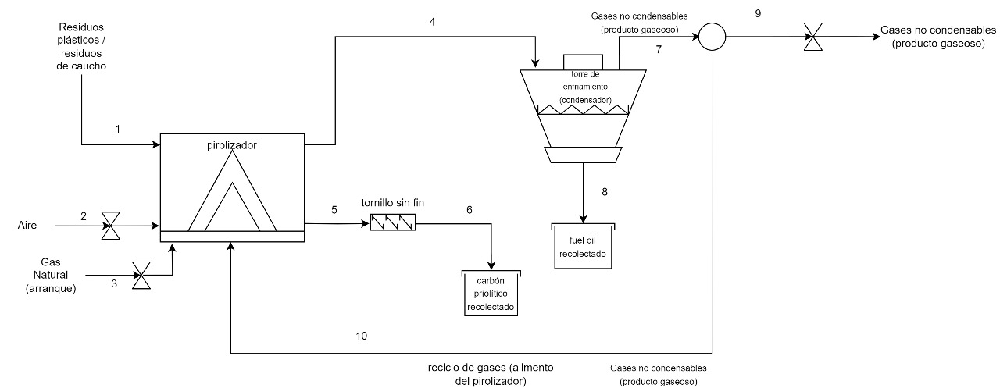 Residuos
plásticos /
residuos
de caucho
1
Aire
2
Gas
Natural
(arranque)
3
pirolizador
4
5
tornillo sin fin
6
carbón
priolítico
recolectado
torre de
enfriamiento
(condensador)
Gases no condensables
(producto gaseoso)
7
8
fuel oil
recolectado
9
Gases no condensables
(producto gaseoso)
10
reciclo de gases (alimento
del pirolizador)
Gases no condensables
(producto gaseoso)